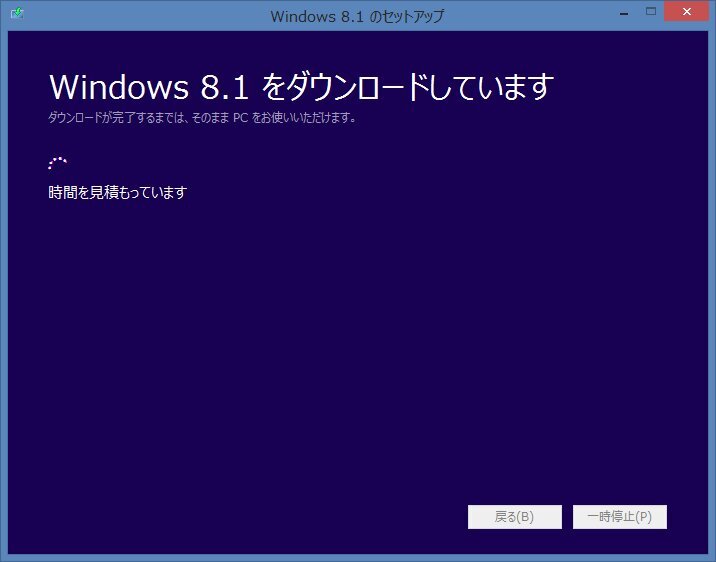 Windows 8.1 のセットアップ
Windows 8.1 をダウンロードしています
ダウンロードが完了するまでは、そのまま PC をお使いいただけます。
時間を見積もっています
戻る(B)
一時停止(P)